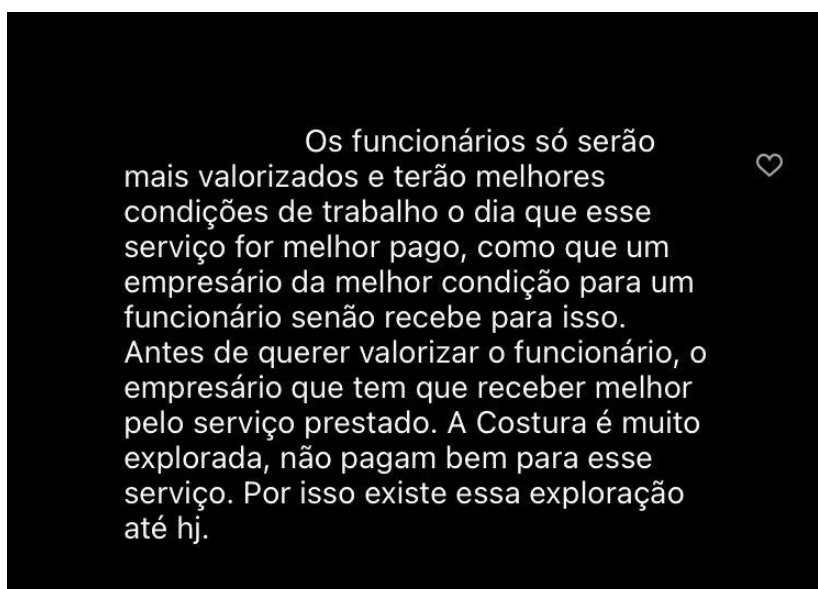 Os funcionários só serão
mais valorizados e terão melhores
condições de trabalho o dia que esse
serviço for melhor pago, como que um
empresário da melhor condição para um
funcionário senão recebe para isso.
Antes de querer valorizar o funcionário, o
empresário que tem que receber melhor
pelo serviço prestado. A Costura é muito
explorada, não pagam bem para esse
serviço. Por isso existe essa exploração
até hj.